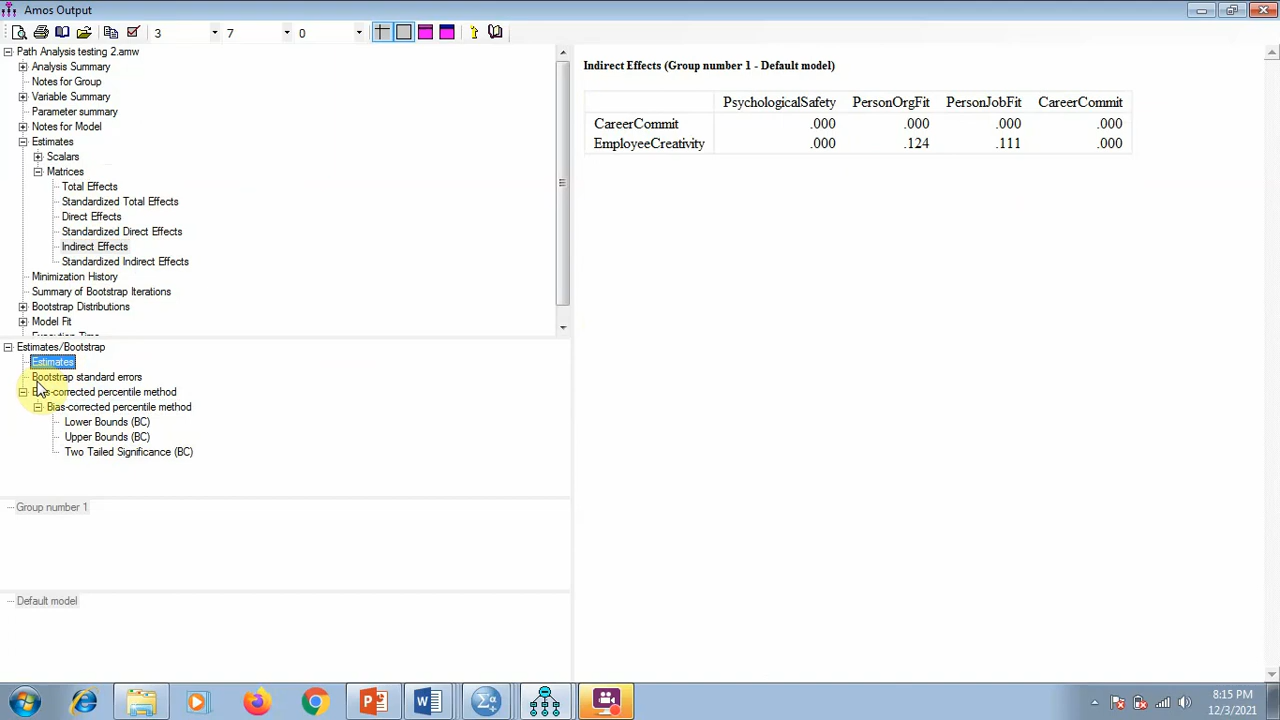 Amos Output
3 7 0
Path Analysis testing 2.amw
Analysis Summary
Notes for Group
Variable Summary
Parameter summary
Notes for Model
Estimates
Scalars
Matrices
Total Effects
Standardized Total Effects
Direct Effects
Standardized Direct Effects
Indirect Effects
Standardized Indirect Effects
Minimization History
Summary of Bootstrap Iterations
Bootstrap Distributions
Model Fit
Execution Time
Estimates/Bootstrap
Estimates
Bootstrap standard errors
Bias-corrected percentile method
Bias-corrected percentile method
Lower Bounds (BC)
Upper Bounds (BC)
Two Tailed Significance (BC)
Group number 1
Default model
Indirect Effects (Group number 1 - Default model)
PsychologicalSafety PersonOrgFit PersonJobFit CareerCommit
CareerCommit .000 .000 .000 .000
EmployeeCreativity .000 .124 .111 .000
8:15 PM
12/3/2021